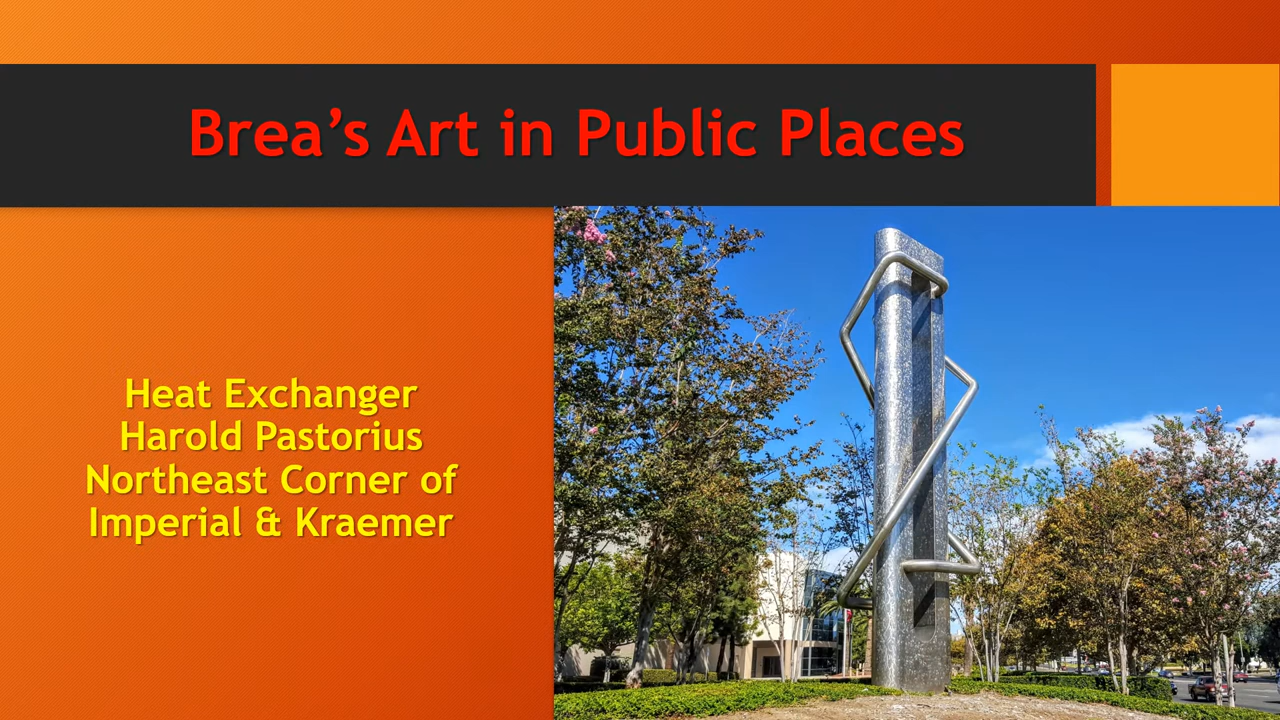 Brea’s Art in Public Places
Heat Exchanger
Harold Pastorius
Northeast Corner of
Imperial & Kraemer